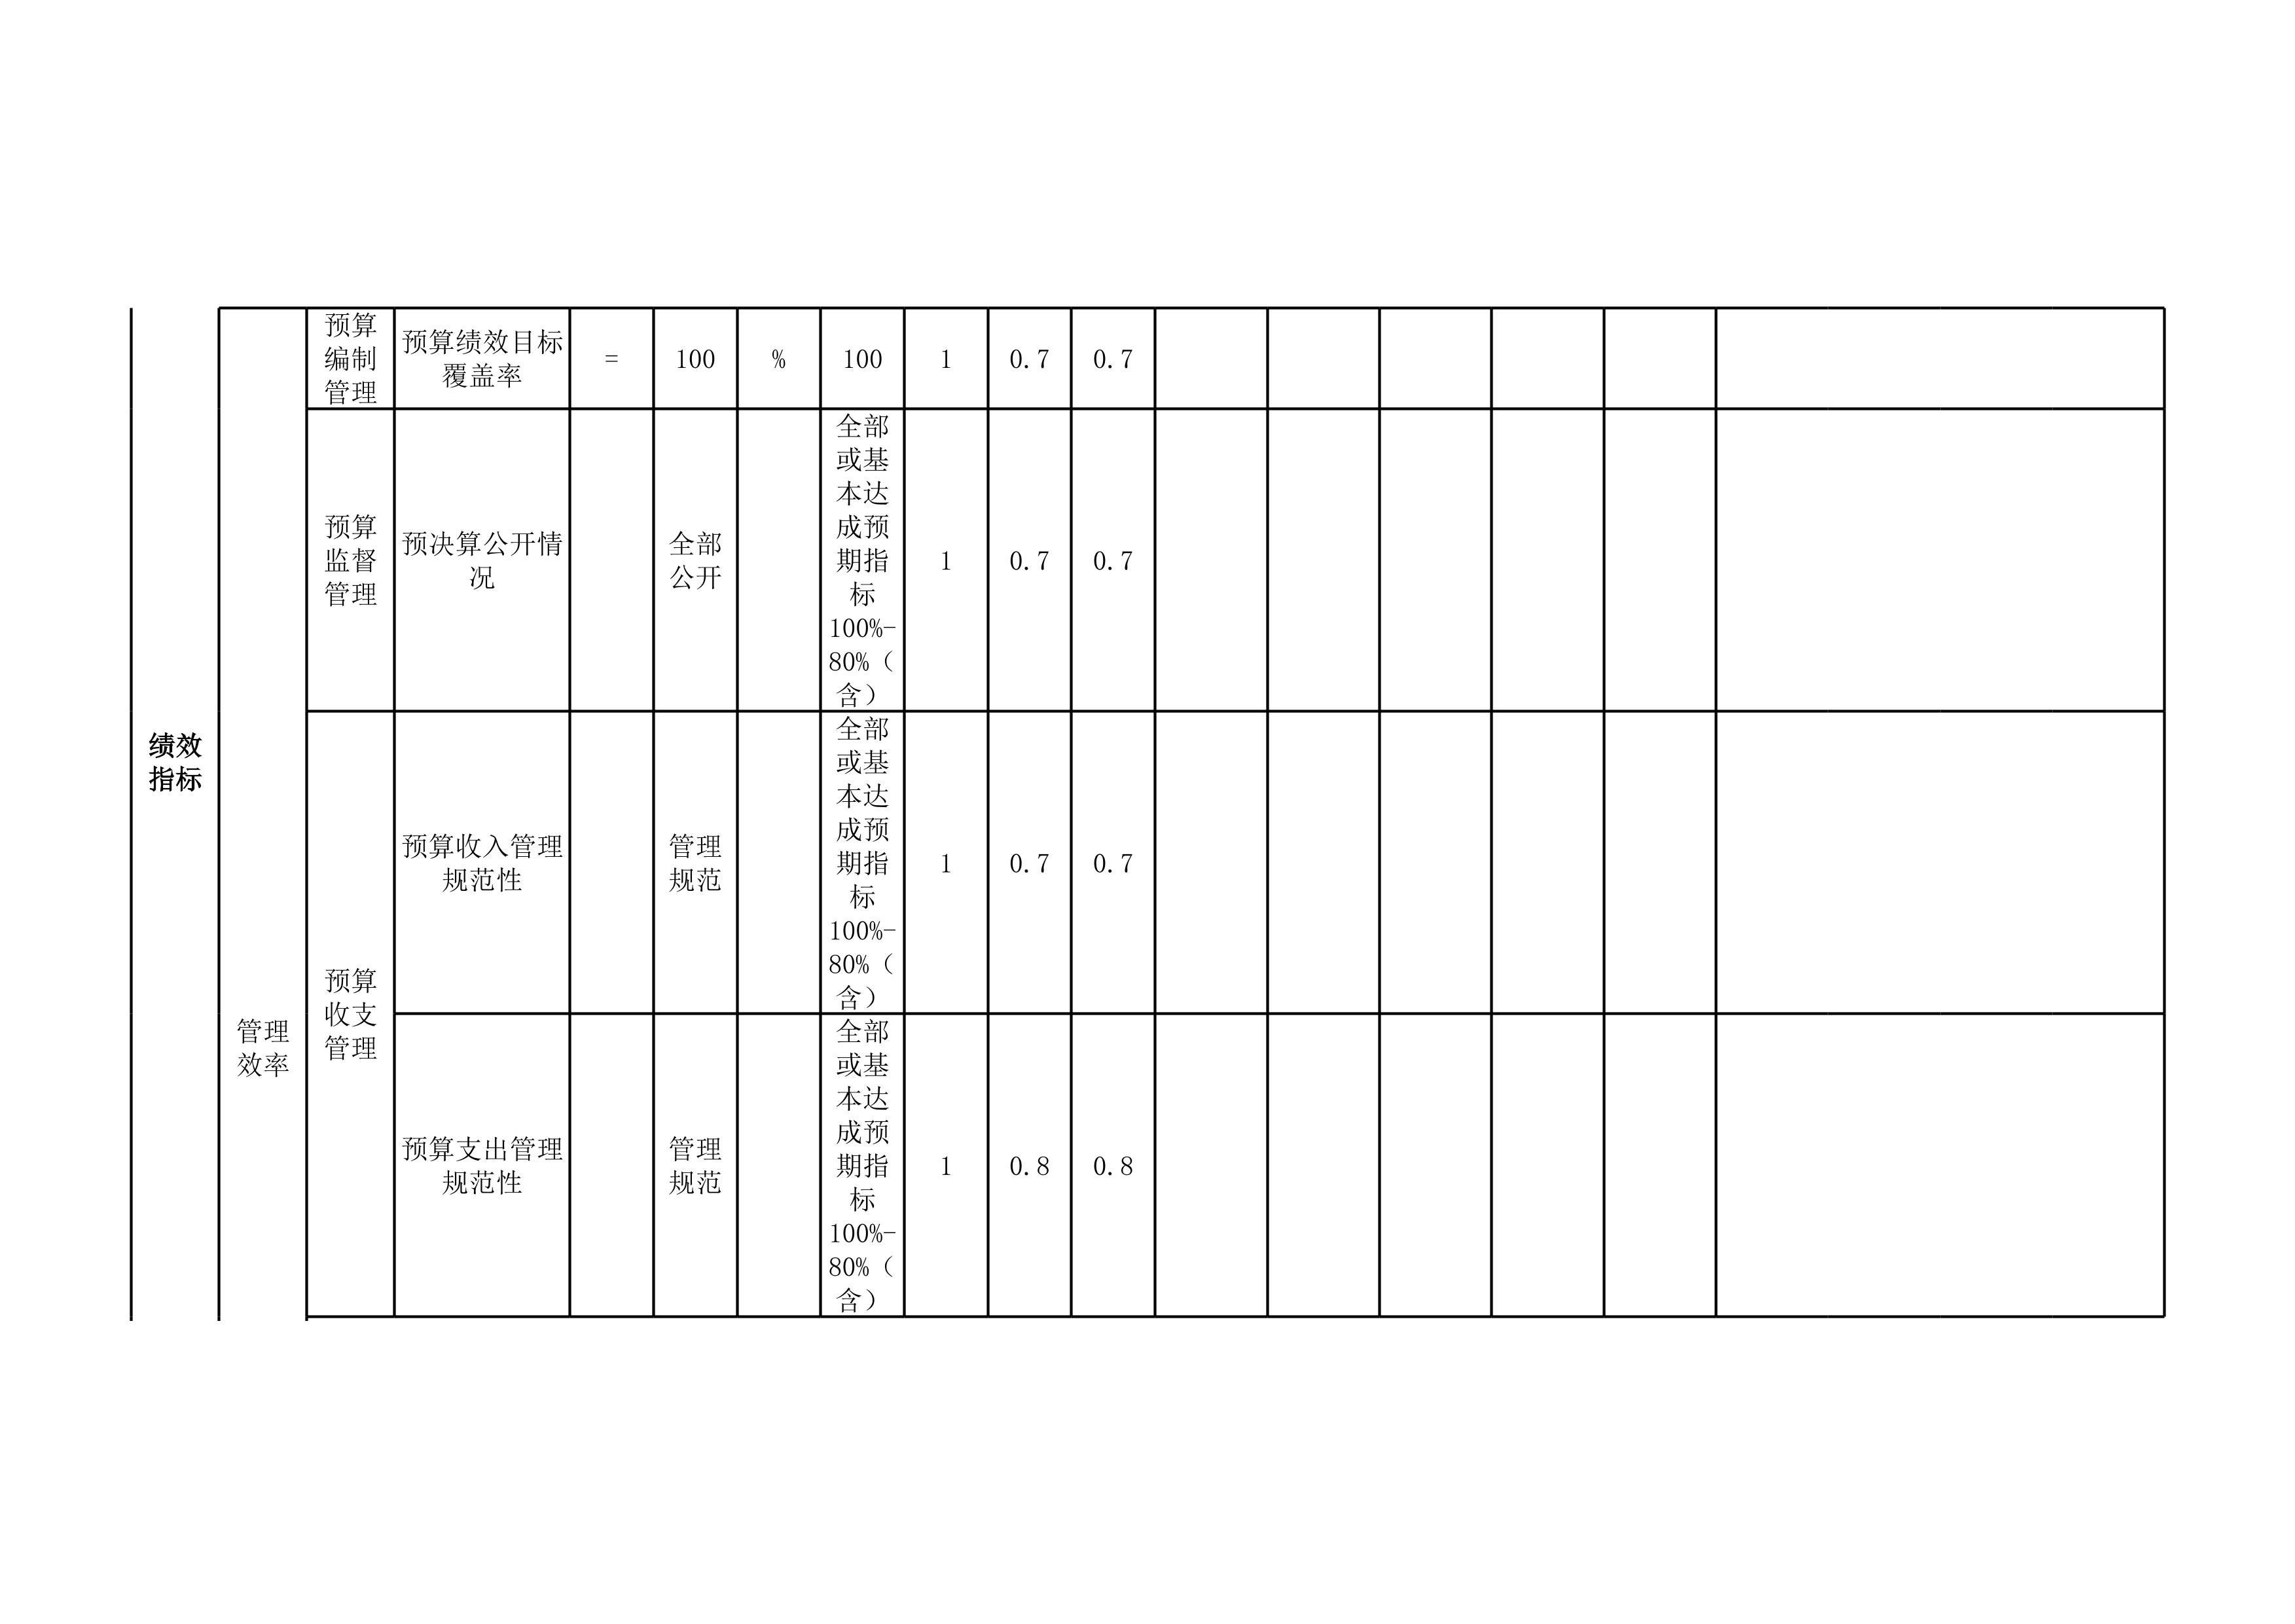 绩效
指标
管理
效率
预算
编制
管理
预算绩效目标
覆盖率
=
100
%
100
1
0.7
0.7
预算
监督
管理
预决算公开情
况
全部
公开
全部
或基
本达
成预
期指
标
100%-
80%（
含）
1
0.7
0.7
预算
收支
管理
预算收入管理
规范性
管理
规范
全部
或基
本达
成预
期指
标
100%-
80%（
含）
1
0.7
0.7
预算支出管理
规范性
管理
规范
全部
或基
本达
成预
期指
标
100%-
80%（
含）
1
0.8
0.8